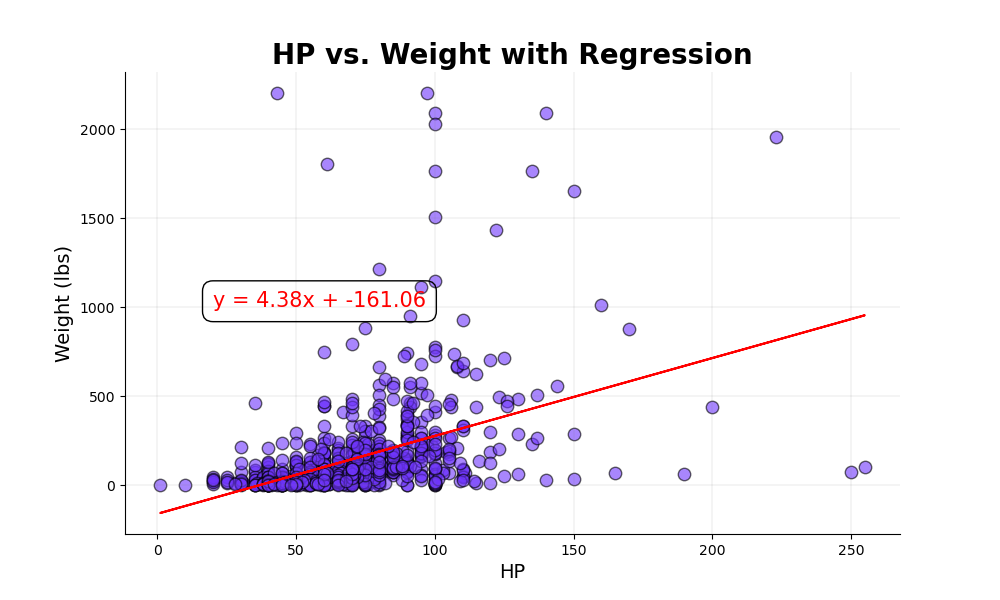 HP vs. Weight with Regression
2000
1500
1000
500
0
Weight (lbs)
y = 4.38x + -161.06
0 50 100 150 200 250
HP